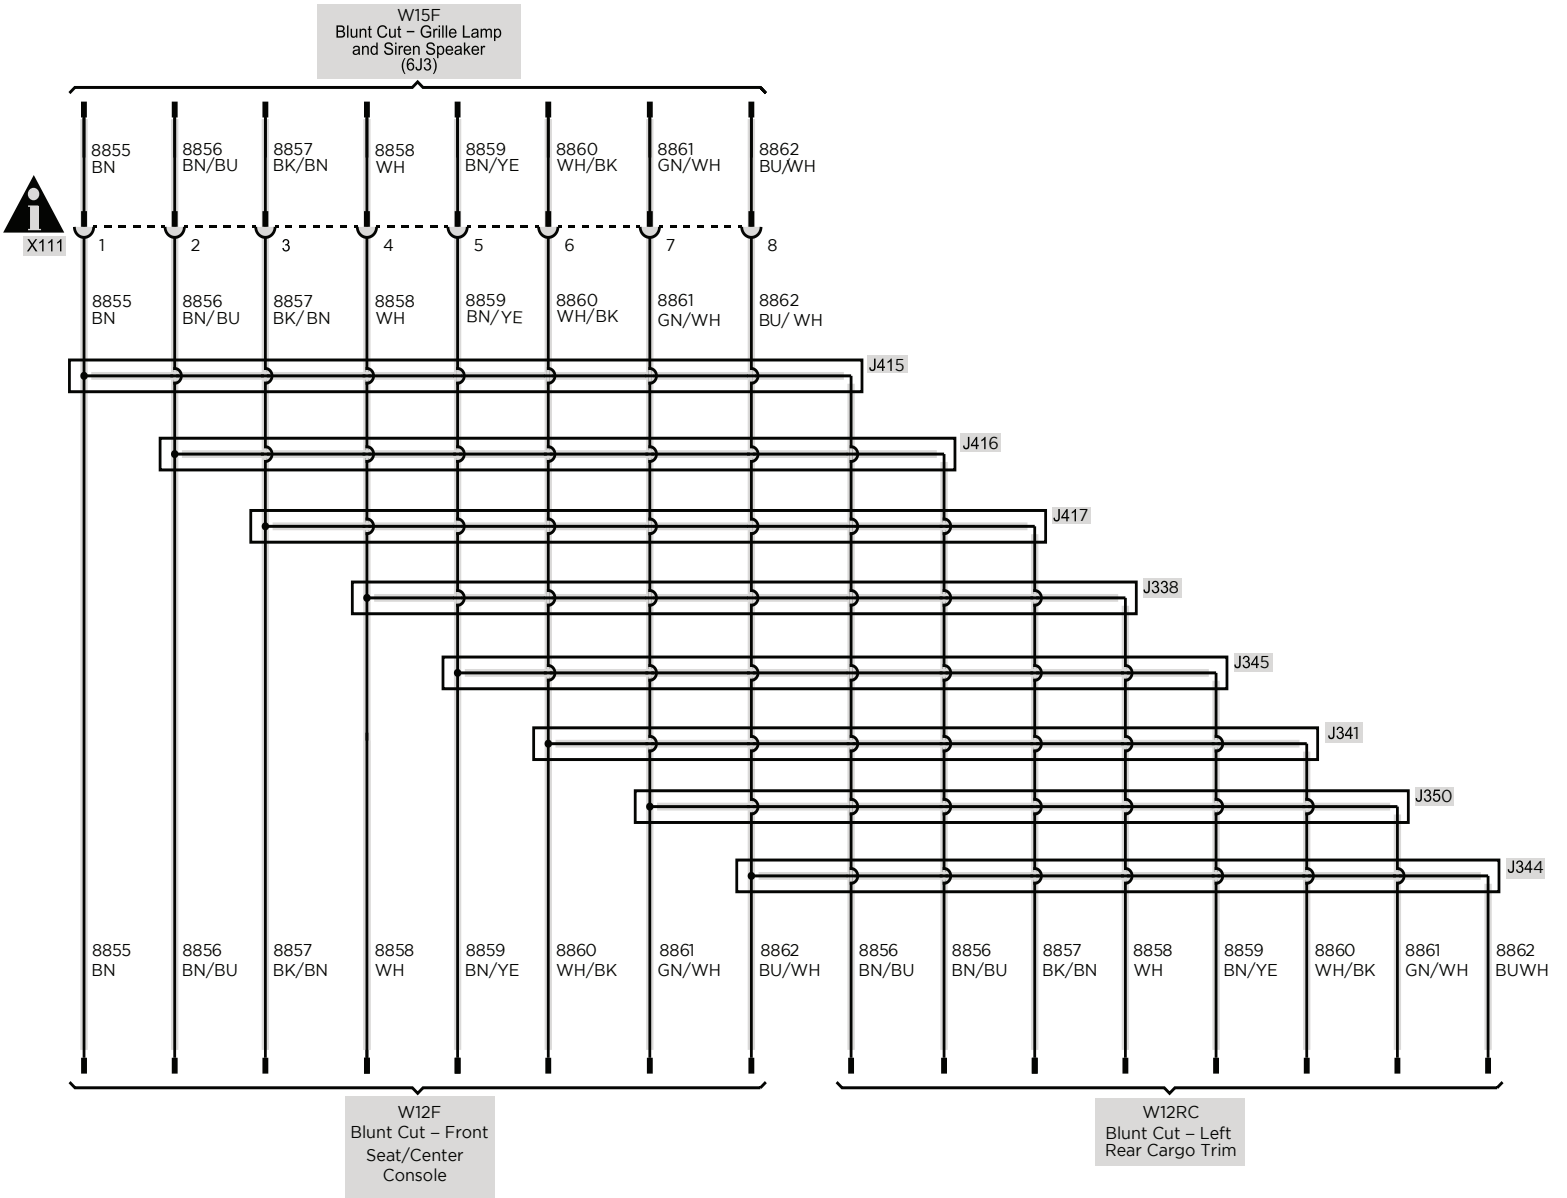 W15F
Blunt Cut – Grille Lamp
and Siren Speaker
(6J3)
8855 8856 8857 8858 8859 8860 8861 8862
BN BN/BU BK/BN WH BN/YE WH/BK GN/WH BU/WH
i
X111 1 2 3 4 5 6 7 8
8855 8856 8857 8858 8859 8860 8861 8862
BN BN/BU BK/BN WH BN/YE WH/BK GN/WH BU/ WH
J415
J416
J417
J338
J345
J341
J350
J344
8855 8856 8857 8858 8859 8860 8861 8862 8856 8856 8857 8858 8859 8860 8861 8862
BN BN/BU BK/BN WH BN/YE WH/BK GN/WH BU/WH BN/BU BN/BU BK/BN WH BN/YE WH/BK GN/WH BUWH
W12F
Blunt Cut – Front
Seat/Center
Console
W12RC
Blunt Cut – Left
Rear Cargo Trim